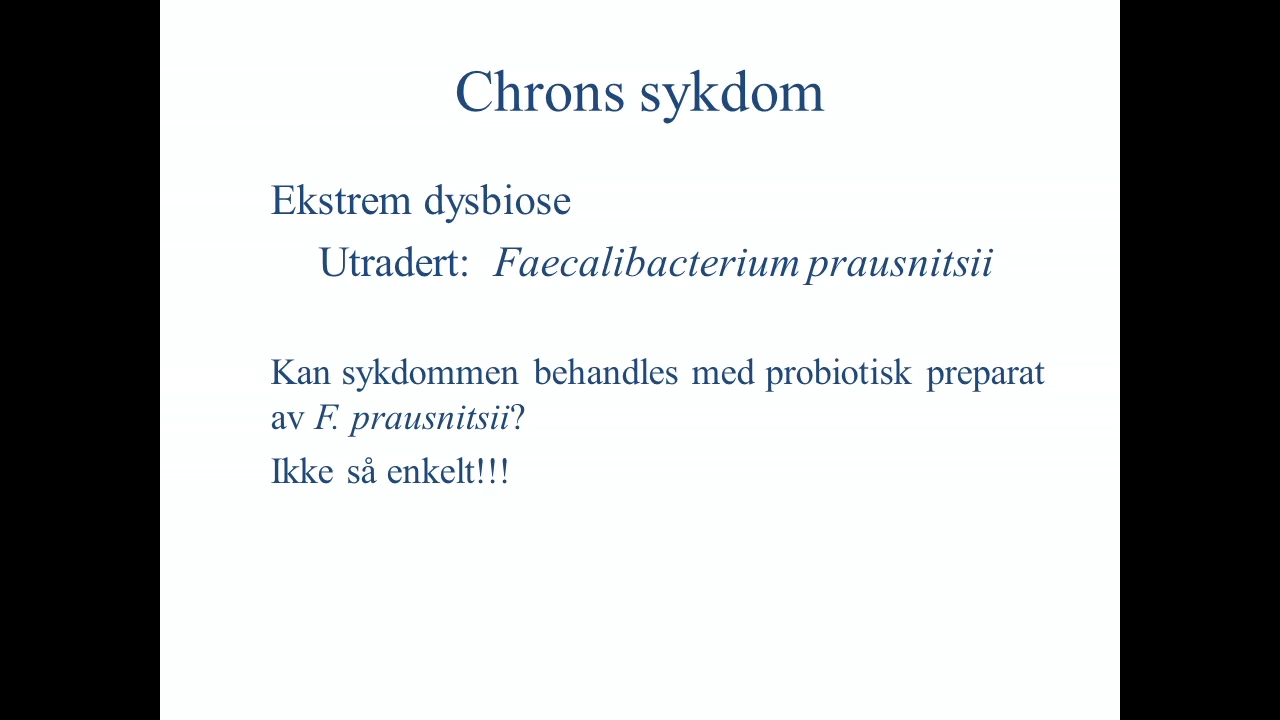 Chrons sykdom
Ekstrem dysbiose
Utradert: Faecalibacterium prausnitsii
Kan sykdommen behandles med probiotisk preparat
av F. prausnitsii?
Ikke så enkelt!!!